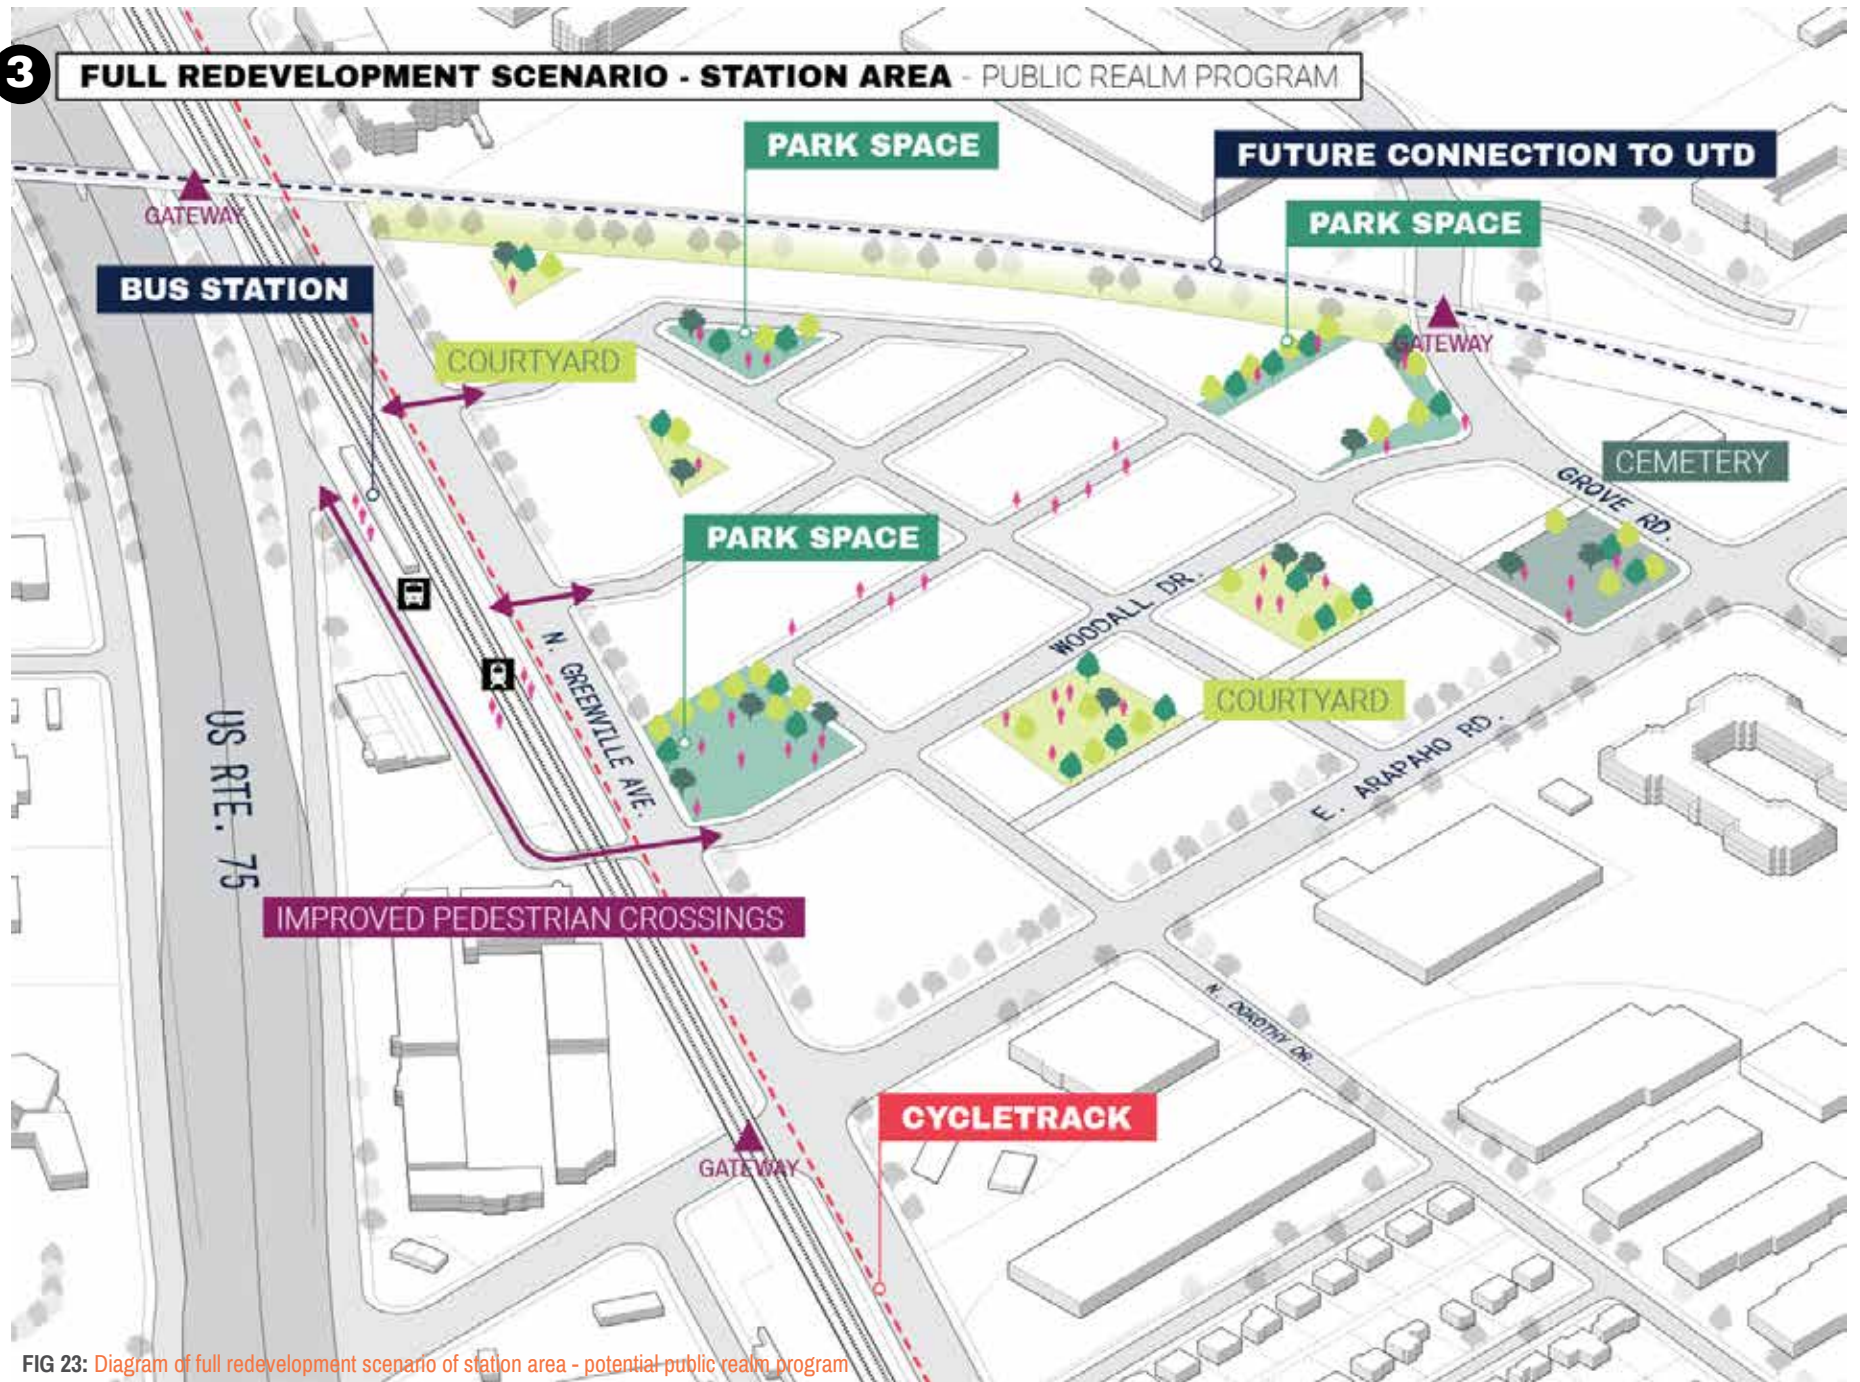 3
FULL REDEVELOPMENT SCENARIO - STATION AREA - PUBLIC REALM PROGRAM
PARK SPACE
FUTURE CONNECTION TO UTD
GATEWAY
PARK SPACE
BUS STATION
GATEWAY
COURTYARD
CEMETERY
GROVE RD.
PARK SPACE
WOODALL DR.
N. GREENVILLE AVE.
COURTYARD
US RTE. 75
E. ARAPAHO RD.
IMPROVED PEDESTRIAN CROSSINGS
N. DOROTHY DR.
CYCLETRACK
GATEWAY
FIG 23: Diagram of full redevelopment scenario of station area - potential public realm program